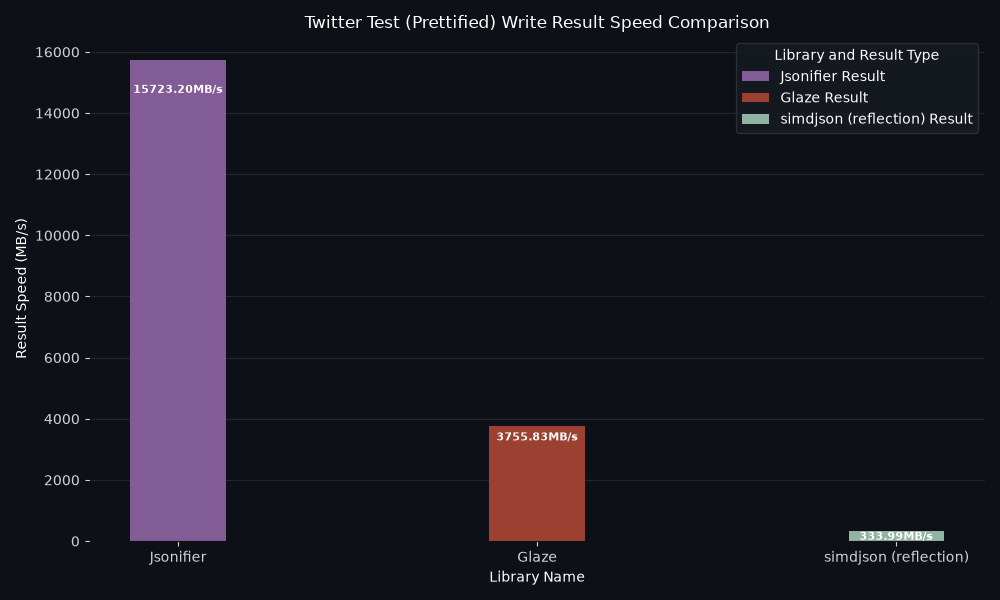 Twitter Test (Prettified) Write Result Speed Comparison
Library and Result Type
Jsonifier Result
Glaze Result
simdjson (reflection) Result
Result Speed (MB/s)
16000
14000
12000
10000
8000
6000
4000
2000
0
15723.20MB/s
3755.83MB/s
333.99MB/s
Jsonifier
Glaze
simdjson (reflection)
Library Name